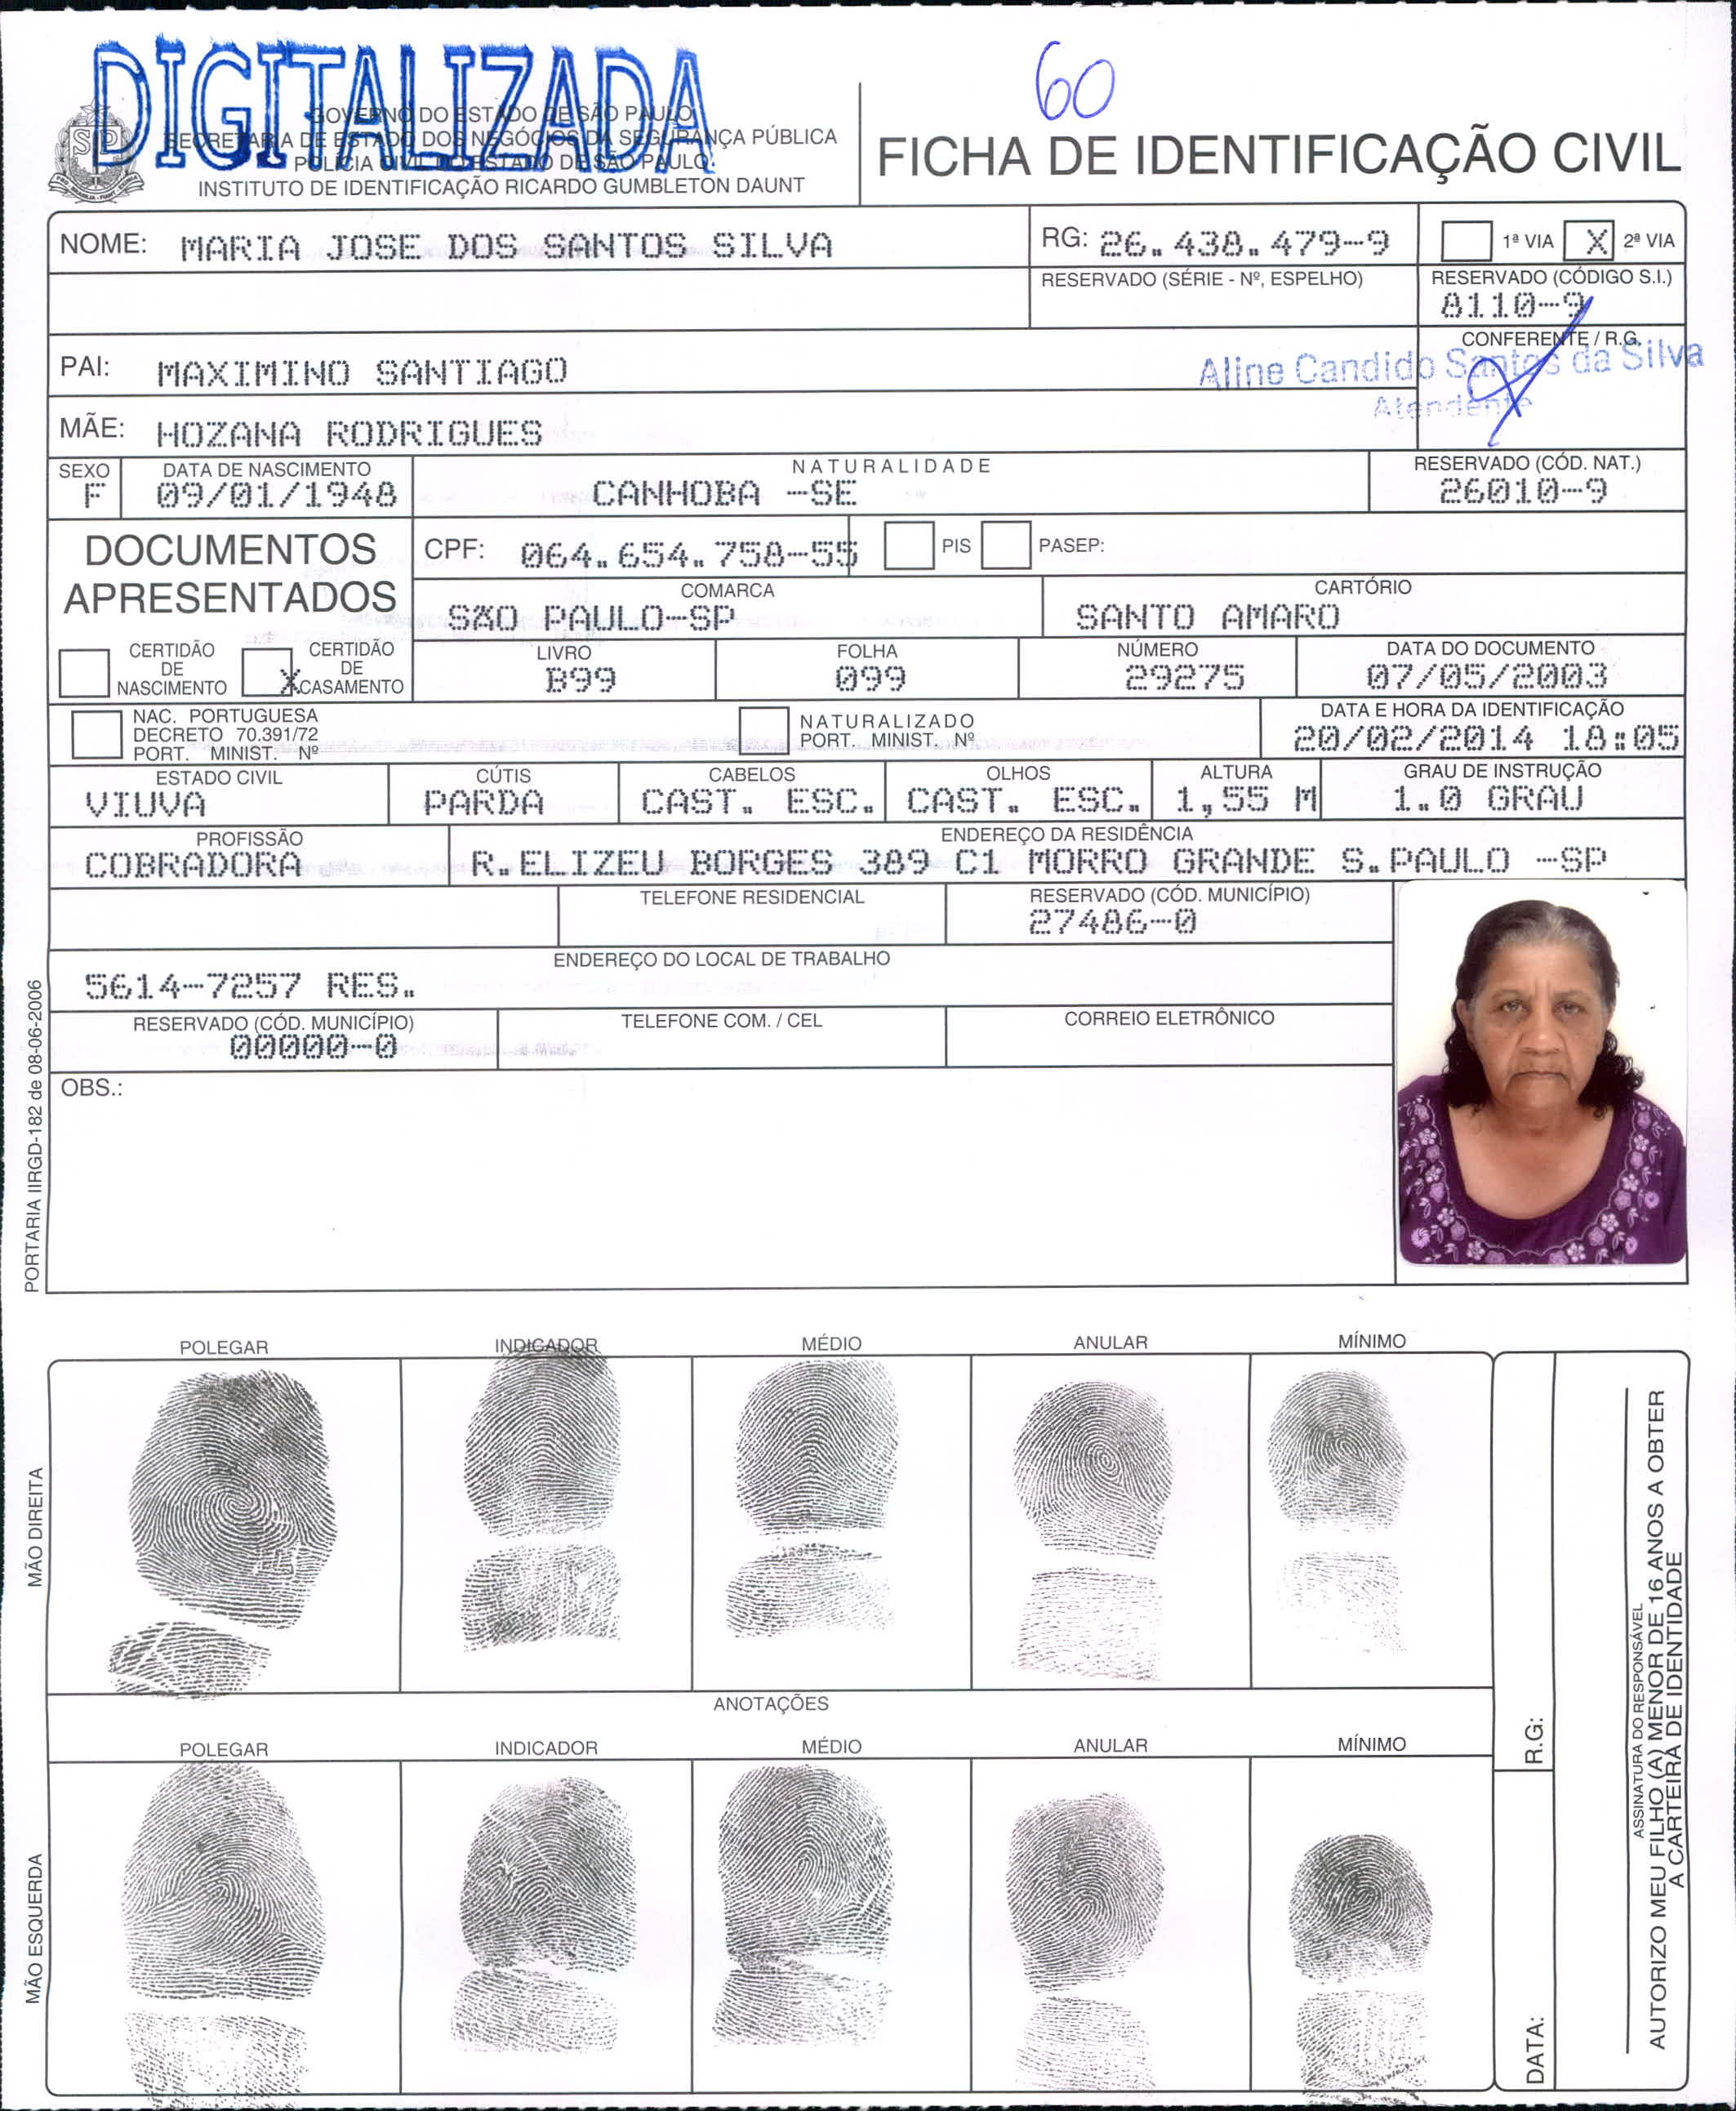 DIGITALIZADA
60
GOVERNO DO ESTADO DE SÃO PAULO
SECRETARIA DE ESTADO DOS NEGÓCIOS DA SEGURANÇA PÚBLICA
POLÍCIA CIVIL DO ESTADO DE SÃO PAULO
INSTITUTO DE IDENTIFICAÇÃO RICARDO GUMBLETON DAUNT
FICHA DE IDENTIFICAÇÃO CIVIL
NOME: MARIA JOSE DOS SANTOS SILVA
RG: 26.438.479-9
1ª VIA X 2ª VIA
RESERVADO (SÉRIE - Nº, ESPELHO)
RESERVADO (CÓDIGO S.I.)
8110-9
PAI: MAXIMINO SANTIAGO
CONFERENTE / R.G.
Aline Candido Santos da Silva
Atendente
MÃE: HOZANA RODRIGUES
SEXO
F
DATA DE NASCIMENTO
09/01/1948
NATURALIDADE
CANHOBA -SE
RESERVADO (CÓD. NAT.)
26010-9
DOCUMENTOS
APRESENTADOS
CPF: 064.654.758-55
PIS
PASEP:
COMARCA
SÃO PAULO-SP
CARTÓRIO
SANTO AMARO
CERTIDÃO
DE
NASCIMENTO
X
CERTIDÃO
DE
CASAMENTO
LIVRO
B99
FOLHA
099
NÚMERO
29275
DATA DO DOCUMENTO
07/05/2003
NAC. PORTUGUESA
DECRETO 70.391/72
PORT. MINIST. Nº
NATURALIZADO
PORT. MINIST. Nº
DATA E HORA DA IDENTIFICAÇÃO
20/02/2014 18:05
ESTADO CIVIL
VIUVA
CÚTIS
PARDA
CABELOS
CAST. ESC.
OLHOS
CAST. ESC.
ALTURA
1,55 M
GRAU DE INSTRUÇÃO
1.0 GRAU
PROFISSÃO
COBRADORA
ENDEREÇO DA RESIDÊNCIA
R.ELIZEU BORGES 389 C1 MORRO GRANDE S.PAULO -SP
TELEFONE RESIDENCIAL
RESERVADO (CÓD. MUNICÍPIO)
27486-0
ENDEREÇO DO LOCAL DE TRABALHO
5614-7257 RES.
RESERVADO (CÓD. MUNICÍPIO)
00000-0
TELEFONE COM. / CEL
CORREIO ELETRÔNICO
OBS.:
PORTARIA IIRGD-182 de 08-06-2006
POLEGAR
INDICADOR
MÉDIO
ANULAR
MÍNIMO
MÃO DIREITA
ANOTAÇÕES
POLEGAR
INDICADOR
MÉDIO
ANULAR
MÍNIMO
MÃO ESQUERDA
R.G:
DATA:
ASSINATURA DO RESPONSÁVEL
AUTORIZO MEU FILHO (A) MENOR DE 16 ANOS A OBTER
A CARTEIRA DE IDENTIDADE